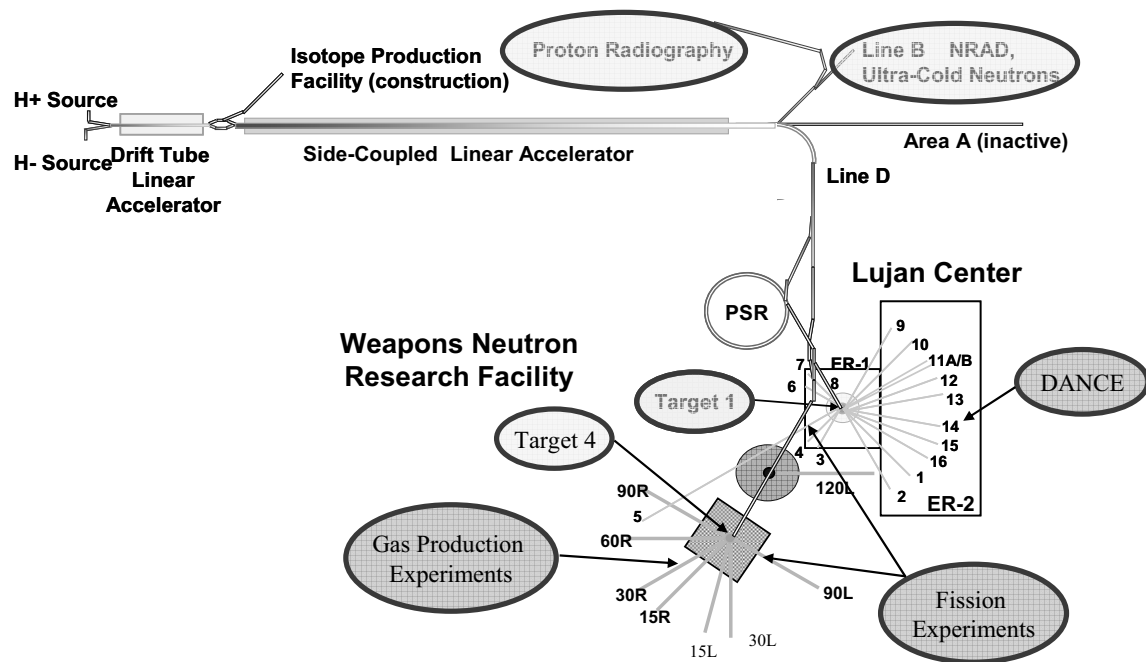 Proton Radiography
Line B NRAD,
Ultra-Cold Neutrons
Isotope Production
Facility (construction)
H+ Source
H- Source
Drift Tube
Linear
Accelerator
Side-Coupled Linear Accelerator
Area A (inactive)
Line D
Lujan Center
PSR
Weapons Neutron
Research Facility
9
10
11A/B
12
13
14
15
16
1
2
ER-2
ER-1
7
8
6
4
3
DANCE
Target 1
Target 4
120L
90R
5
60R
30R
15R
15L
30L
90L
Gas Production
Experiments
Fission
Experiments